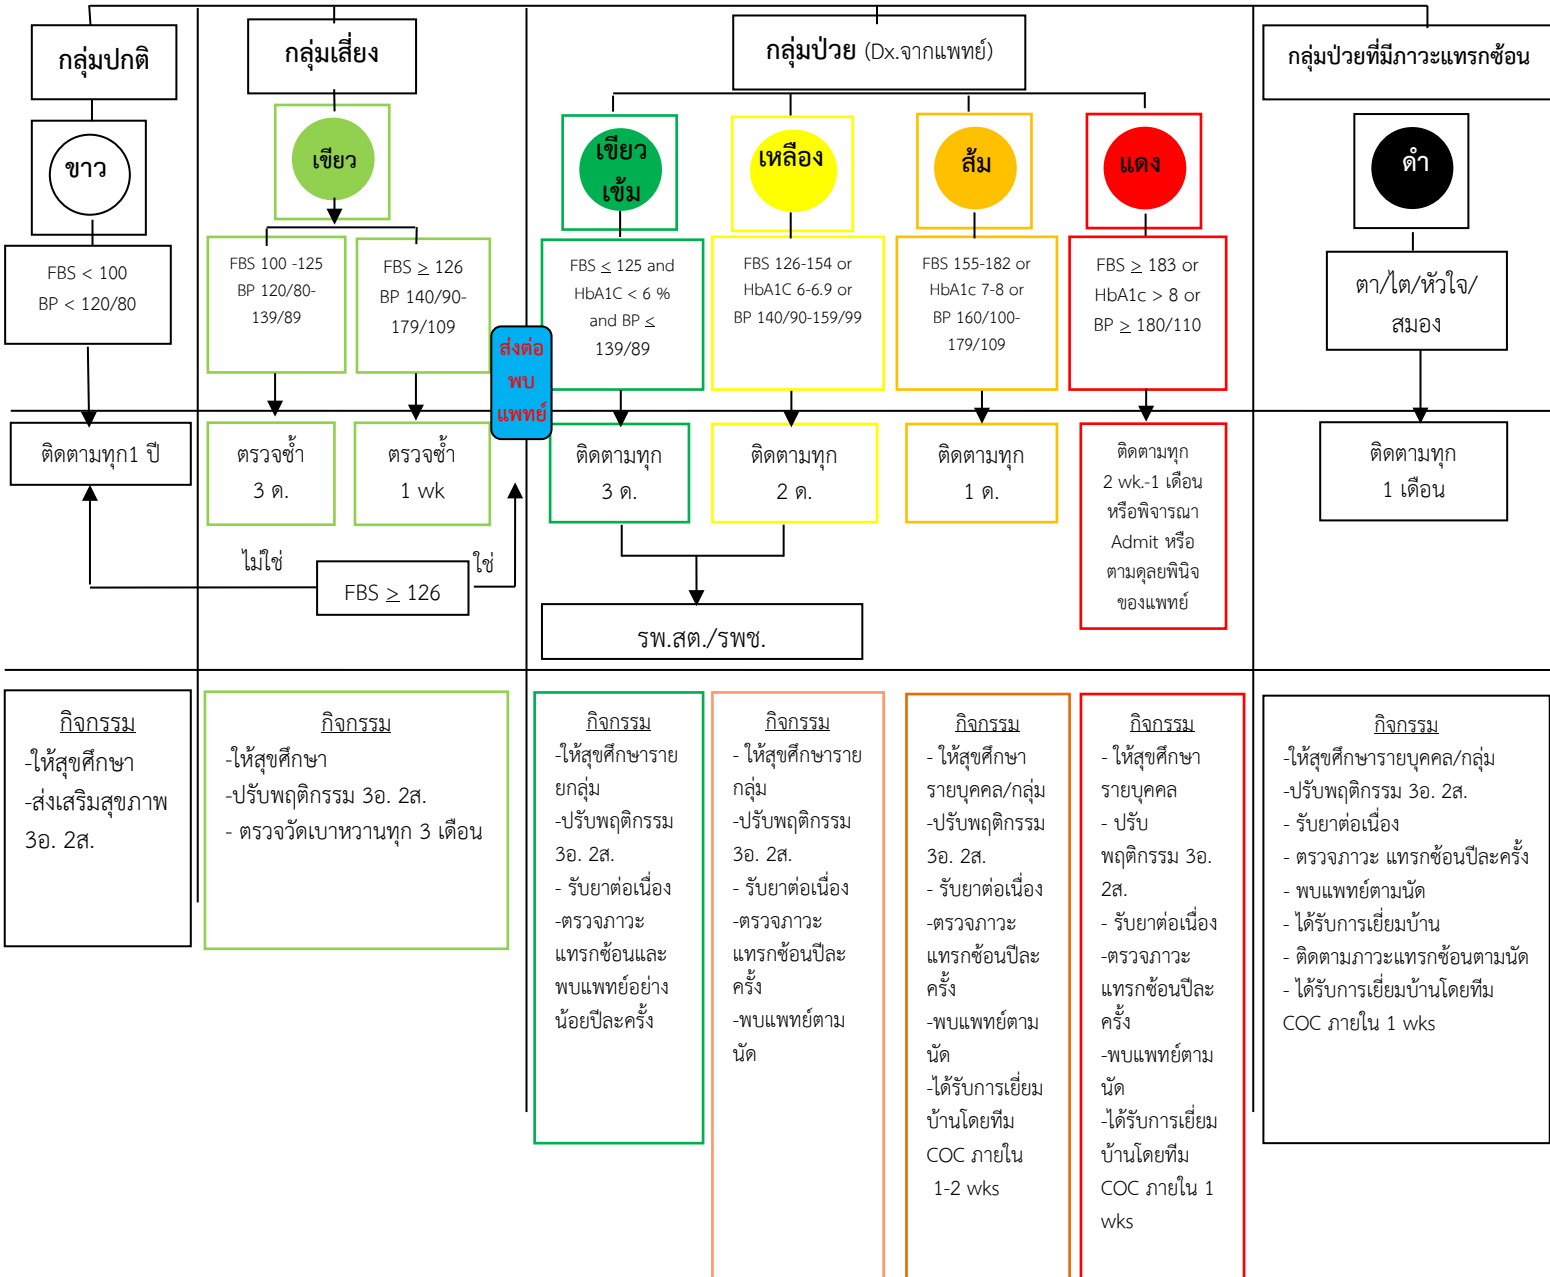 กลุ่มปกติ
กลุ่มเสี่ยง
กลุ่มป่วย (Dx.จากแพทย์)
กลุ่มป่วยที่มีภาวะแทรกซ้อน
ขาว
เขียว
เขียว
เข้ม
เหลือง
ส้ม
แดง
ดำ
FBS < 100
BP < 120/80
FBS 100 -125
BP 120/80-
139/89
FBS ≥ 126
BP 140/90-
179/109
ส่งต่อ
พบ
แพทย์
FBS ≤ 125 and
HbA1C < 6 %
and BP ≤
139/89
FBS 126-154 or
HbA1C 6-6.9 or
BP 140/90-159/99
FBS 155-182 or
HbA1c 7-8 or
BP 160/100-
179/109
FBS ≥ 183 or
HbA1c > 8 or
BP ≥ 180/110
ตา/ไต/หัวใจ/
สมอง
ติดตามทุก1 ปี
ตรวจซ้ำ
3 ด.
ตรวจซ้ำ
1 wk
ติดตามทุก
3 ด.
ติดตามทุก
2 ด.
ติดตามทุก
1 ด.
ติดตามทุก
2 wk.-1 เดือน
หรือพิจารณา
Admit หรือ
ตามดุลยพินิจ
ของแพทย์
ติดตามทุก
1 เดือน
ไม่ใช่
FBS ≥ 126
ใช่
รพ.สต./รพช.
กิจกรรม
-ให้สุขศึกษา
-ส่งเสริมสุขภาพ
3อ. 2ส.
กิจกรรม
-ให้สุขศึกษา
-ปรับพฤติกรรม 3อ. 2ส.
- ตรวจวัดเบาหวานทุก 3 เดือน
กิจกรรม
-ให้สุขศึกษาราย
ยกลุ่ม
-ปรับพฤติกรรม
3อ. 2ส.
- รับยาต่อเนื่อง
-ตรวจภาวะ
แทรกซ้อนและ
พบแพทย์อย่าง
น้อยปีละครั้ง
กิจกรรม
- ให้สุขศึกษาราย
กลุ่ม
-ปรับพฤติกรรม
3อ. 2ส.
- รับยาต่อเนื่อง
-ตรวจภาวะ
แทรกซ้อนปีละ
ครั้ง
-พบแพทย์ตาม
นัด
กิจกรรม
- ให้สุขศึกษา
รายบุคคล/กลุ่ม
-ปรับพฤติกรรม
3อ. 2ส.
- รับยาต่อเนื่อง
-ตรวจภาวะ
แทรกซ้อนปีละ
ครั้ง
-พบแพทย์ตาม
นัด
-ได้รับการเยี่ยม
บ้านโดยทีม
COC ภายใน
1-2 wks
กิจกรรม
- ให้สุขศึกษา
รายบุคคล
- ปรับ
พฤติกรรม 3อ.
2ส.
- รับยาต่อเนื่อง
-ตรวจภาวะ
แทรกซ้อนปีละ
ครั้ง
-พบแพทย์ตาม
นัด
-ได้รับการเยี่ยม
บ้านโดยทีม
COC ภายใน 1
wks
กิจกรรม
-ให้สุขศึกษารายบุคคล/กลุ่ม
-ปรับพฤติกรรม 3อ. 2ส.
- รับยาต่อเนื่อง
- ตรวจภาวะ แทรกซ้อนปีละครั้ง
- พบแพทย์ตามนัด
- ได้รับการเยี่ยมบ้าน
- ติดตามภาวะแทรกซ้อนตามนัด
- ได้รับการเยี่ยมบ้านโดยทีม
COC ภายใน 1 wks